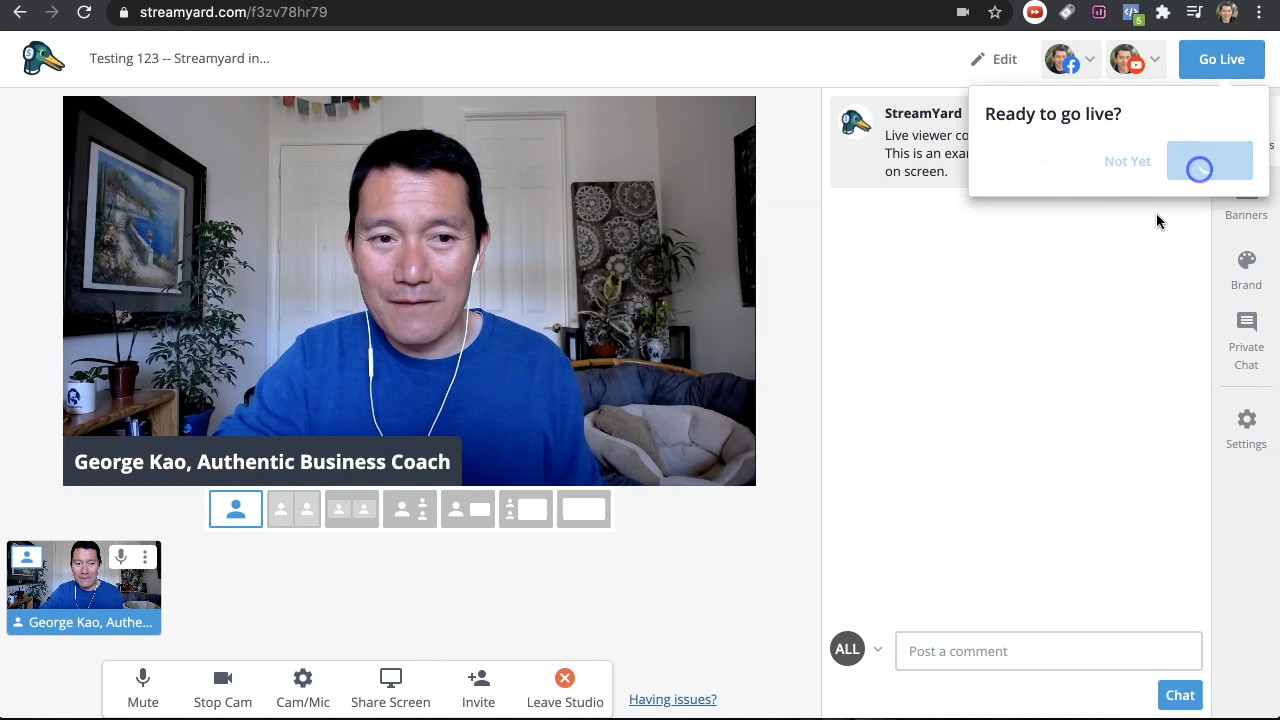 streamyard.com/f3zv78hr79
5
Testing 123 -- Streamyard in...
Edit
Go Live
Ready to go live?
Not Yet
StreamYard
Live viewer co
This is an exar
on screen.
s
Banners
Brand
Private
Chat
Settings
George Kao, Authentic Business Coach
George Kao, Authe...
ALL
Post a comment
Chat
Mute
Stop Cam
Cam/Mic
Share Screen
Invite
Leave Studio
Having issues?